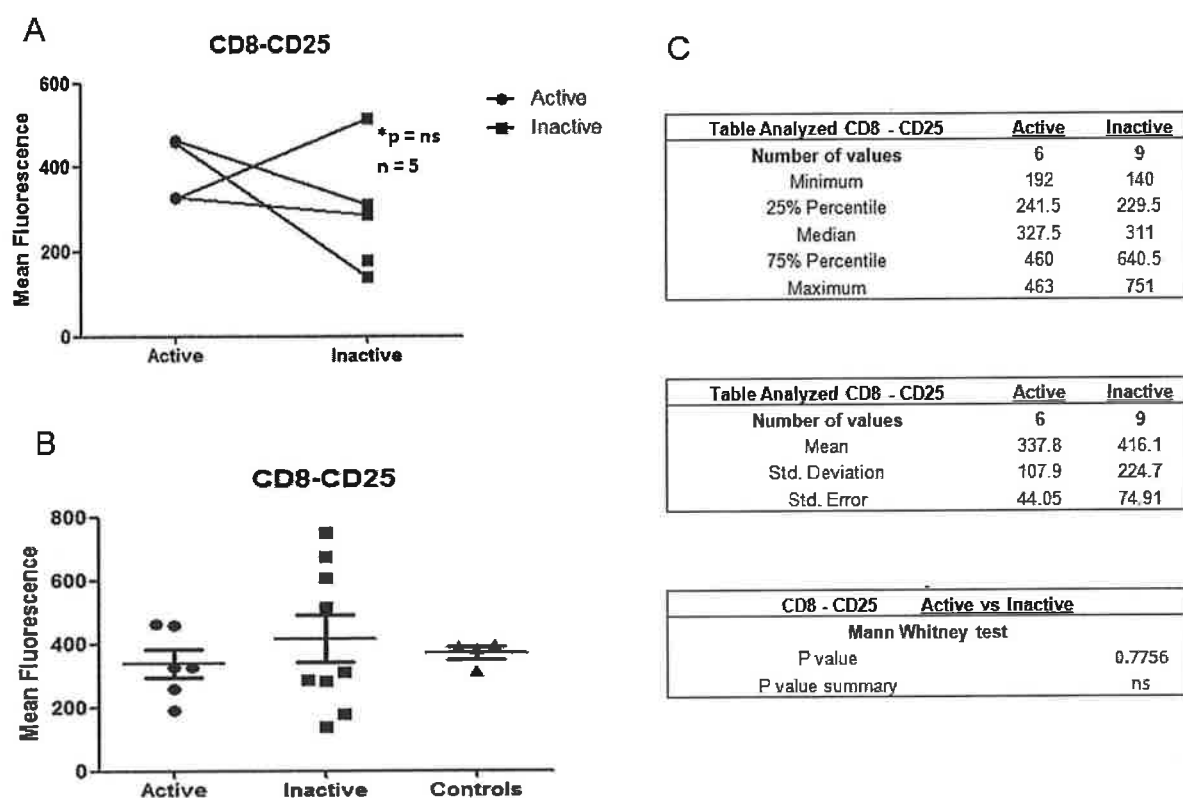 A
CD8-CD25
Mean Fluorescence
600
400
200
0
Active
Inactive
*p = ns
n = 5
Active Inactive
B
CD8-CD25
Mean Fluorescence
800
600
400
200
0
Active Inactive Controls
C
Table Analyzed CD8 - CD25 Active Inactive
Number of values 6 9
Minimum 192 140
25% Percentile 241.5 229.5
Median 327.5 311
75% Percentile 460 640.5
Maximum 463 751
Table Analyzed CD8 - CD25 Active Inactive
Number of values 6 9
Mean 337.8 416.1
Std. Deviation 107.9 224.7
Std. Error 44.05 74.91
CD8 - CD25 Active vs Inactive
Mann Whitney test
P value 0.7756
P value summary ns